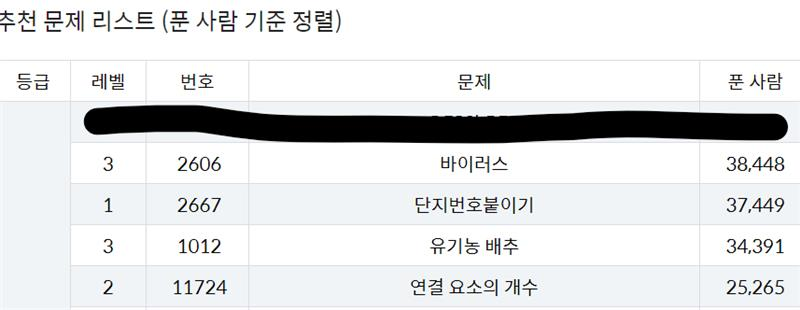 추천 문제 리스트 (푼 사람 기준 정렬)
등급 레벨 번호 문제 푼 사람
3 2606 바이러스 38,448
1 2667 단지번호붙이기 37,449
3 1012 유기농 배추 34,391
2 11724 연결 요소의 개수 25,265